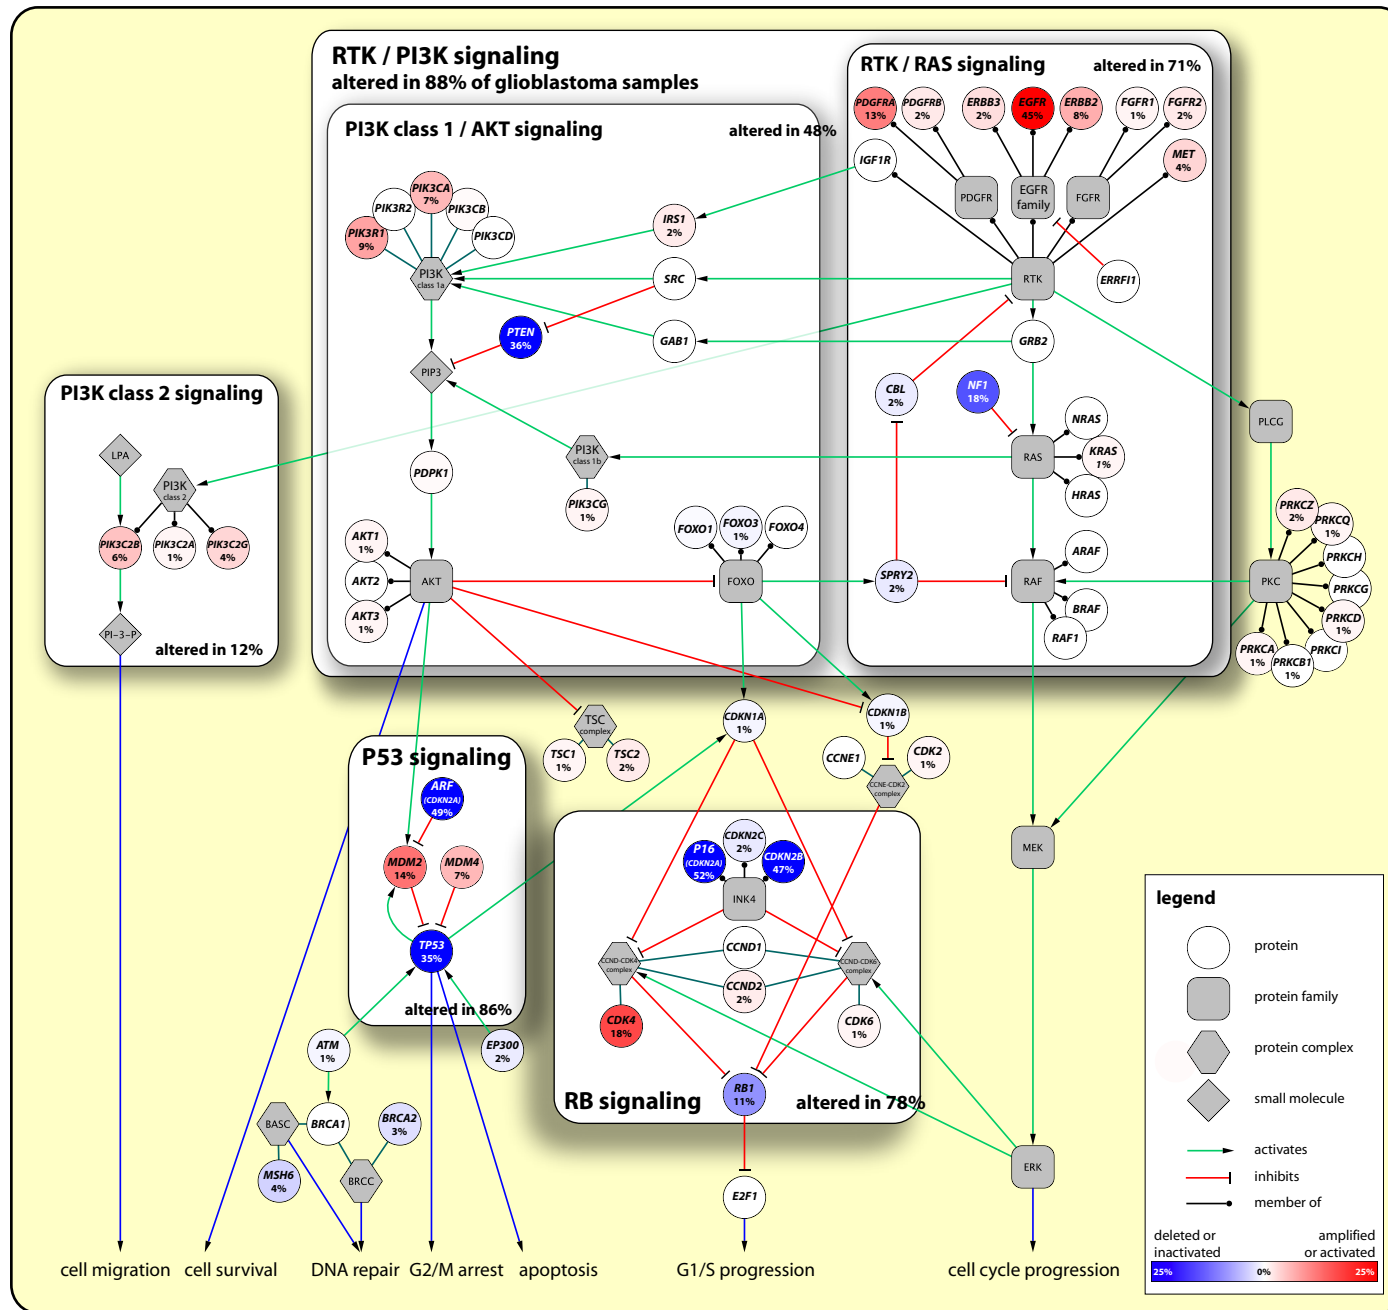 RTK / PI3K signaling
altered in 88% of glioblastoma samples
RTK / RAS signaling
altered in 71%
PDGFRA
13%
PDGFRB
2%
ERBB3
2%
EGFR
45%
ERBB2
8%
FGFR1
1%
FGFR2
2%
IGF1R
MET
4%
PDGFR
EGFR
family
FGFR
RTK
ERRFI1
GRB2
CBL
2%
NF1
18%
RAS
NRAS
KRAS
1%
HRAS
SPRY2
2%
RAF
ARAF
BRAF
RAF1
PI3K class 1 / AKT signaling
altered in 48%
PIK3CA
7%
PIK3R2
PIK3CB
PIK3R1
9%
PIK3CD
PI3K
class 1a
IRS1
2%
SRC
GAB1
PTEN
36%
PIP3
PDPK1
PI3K
class 1b
PIK3CG
1%
AKT1
1%
AKT2
AKT3
1%
AKT
FOXO1
FOXO3
1%
FOXO4
FOXO
PI3K class 2 signaling
LPA
PI3K
class 2
PIK3C2B
6%
PIK3C2A
1%
PIK3C2G
4%
PI-3-P
altered in 12%
PLCG
PKC
PRKCZ
2%
PRKCQ
1%
PRKCH
PRKCG
PRKCD
1%
PRKCI
PRKCB1
1%
PRKCA
1%
TSC
complex
TSC1
1%
TSC2
2%
CDKN1A
1%
CDKN1B
1%
CCNE1
CDK2
1%
CCNE-CDK2
complex
P53 signaling
ARF
(CDKN2A)
49%
MDM2
14%
MDM4
7%
TP53
35%
altered in 86%
ATM
1%
EP300
2%
BASC
BRCA1
BRCA2
3%
MSH6
4%
BRCC
CDKN2C
2%
P16
(CDKN2A)
52%
CDKN2B
47%
INK4
CCND1
CCND2
2%
CCND-CDK4
complex
CCND-CDK6
complex
CDK4
18%
CDK6
1%
RB1
11%
RB signaling
altered in 78%
E2F1
MEK
ERK
cell migration
cell survival
DNA repair
G2/M arrest
apoptosis
G1/S progression
cell cycle progression
legend
protein
protein family
protein complex
small molecule
activates
inhibits
member of
deleted or
inactivated
amplified
or activated
25%
0%
25%